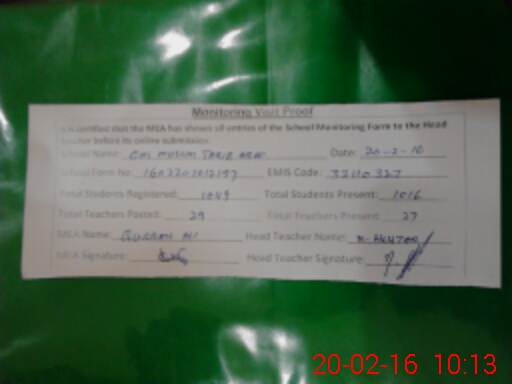 Monitoring Visit Proof
It is certified that the MEA has shown all entries of the School Monitoring Form to the Head
teacher before its online submission.
School Name: Date: 20-2-16
School Form No: EMIS Code: 32110327
Total Students Registered: 1049 Total Students Present: 1016
Total Teachers Posted: 29 Total Teachers Present: 27
MEA Name: Head Teacher Name:
MEA Signature: Head Teacher Signature
20-02-16 10:13